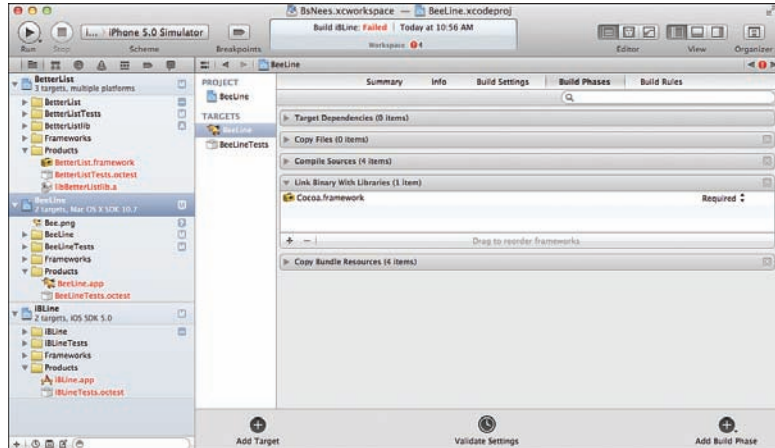 BsNees.xcworkspace — BeeLine.xcodeproj
i... iPhone 5.0 Simulator
Build iBLine: Failed | Today at 10:56 AM
Workspace 4
Run Stop Scheme Breakpoints Editor View Organizer
BeeLine
BetterList
3 targets, multiple platforms
BetterList
BetterListTests
BetterListlib
Frameworks
Products
BetterList.framework
BetterListTests.octest
libBetterListlib.a
BeeLine
2 targets, Mac OS X SDK 10.7
Bee.png
BeeLine
BeeLineTests
Frameworks
Products
BeeLine.app
BeeLineTests.octest
iBLine
2 targets, iOS SDK 5.0
iBLine
iBLineTests
Frameworks
Products
iBLine.app
iBLineTests.octest
PROJECT
BeeLine
TARGETS
BeeLine
BeeLineTests
Summary Info Build Settings Build Phases Build Rules
Target Dependencies (0 items)
Copy Files (0 items)
Compile Sources (4 items)
Link Binary With Libraries (1 item)
Cocoa.framework Required
+ − Drag to reorder frameworks
Copy Bundle Resources (4 items)
Add Target Validate Settings Add Build Phase